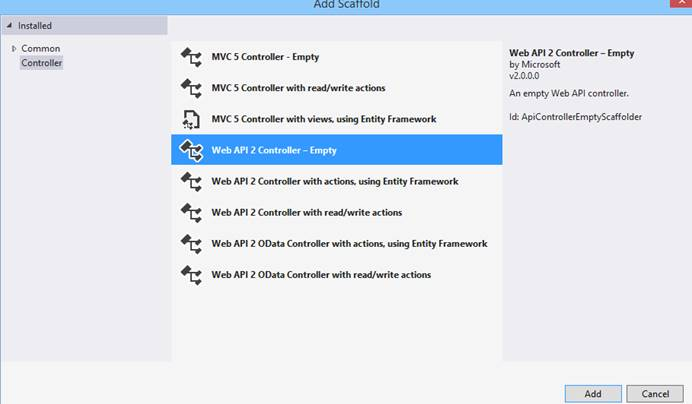 Add Scaffold
Installed
Common
Controller
MVC 5 Controller - Empty
MVC 5 Controller with read/write actions
MVC 5 Controller with views, using Entity Framework
Web API 2 Controller – Empty
Web API 2 Controller with actions, using Entity Framework
Web API 2 Controller with read/write actions
Web API 2 OData Controller with actions, using Entity Framework
Web API 2 OData Controller with read/write actions
Web API 2 Controller – Empty
by Microsoft
v2.0.0.0
An empty Web API controller.
Id: ApiControllerEmptyScaffolder
Add
Cancel